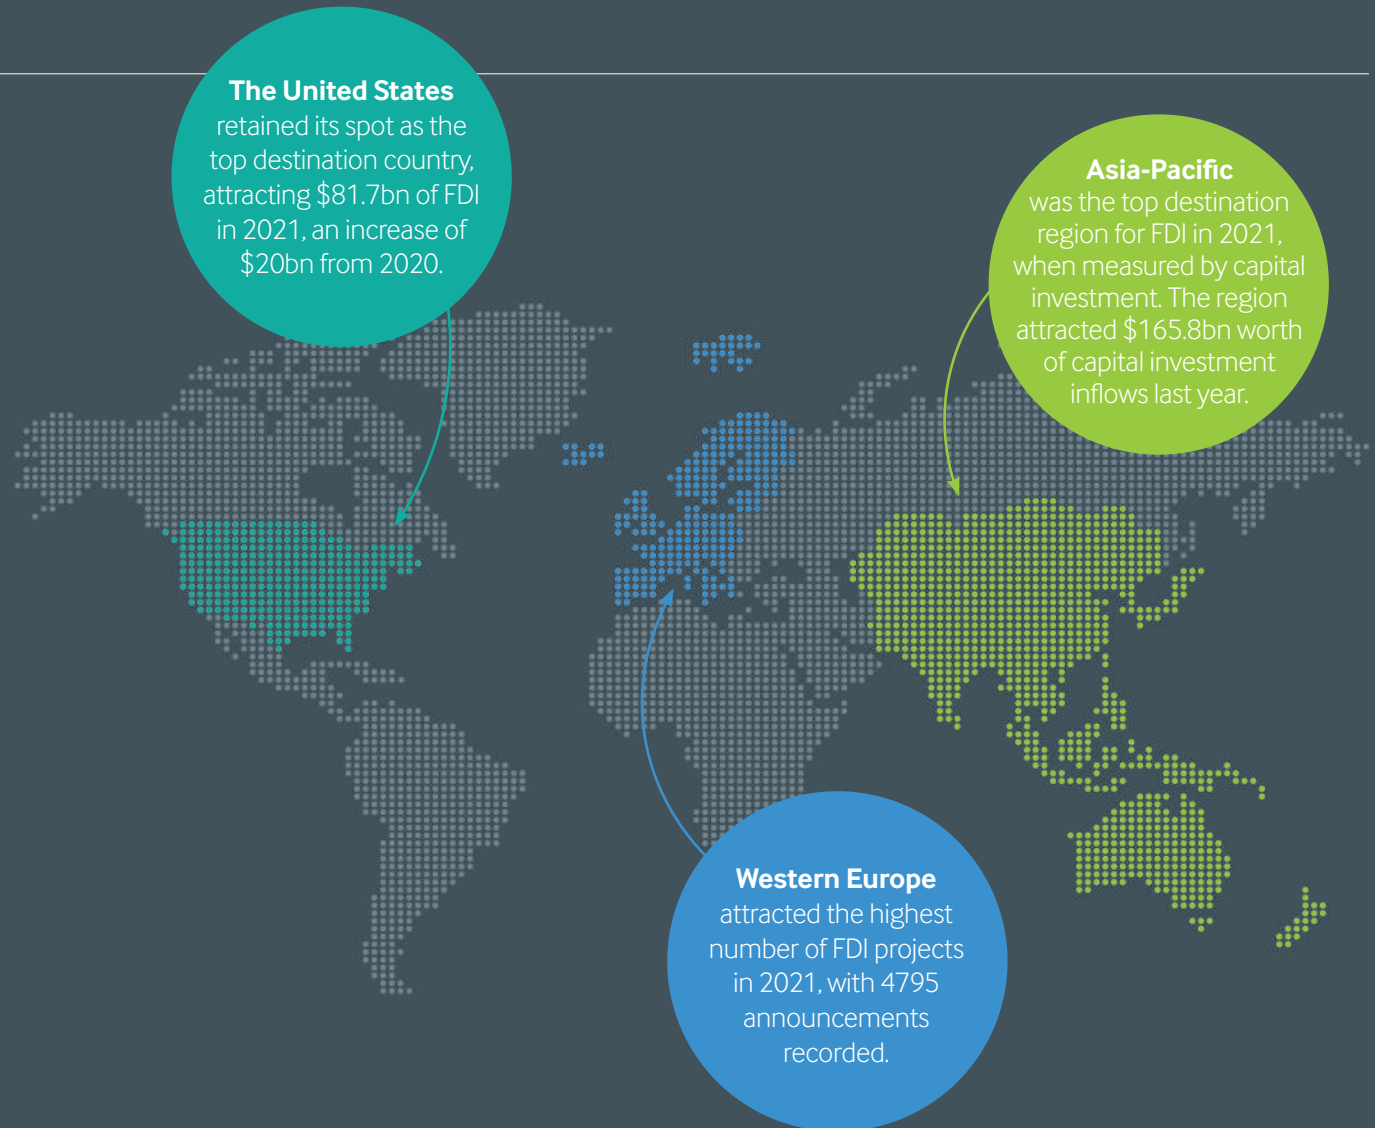 The United States
retained its spot as the
top destination country,
attracting $81.7bn of FDI
in 2021, an increase of
$20bn from 2020.
Asia-Pacific
was the top destination
region for FDI in 2021,
when measured by capital
investment. The region
attracted $165.8bn worth
of capital investment
inflows last year.
Western Europe
attracted the highest
number of FDI projects
in 2021, with 4795
announcements
recorded.